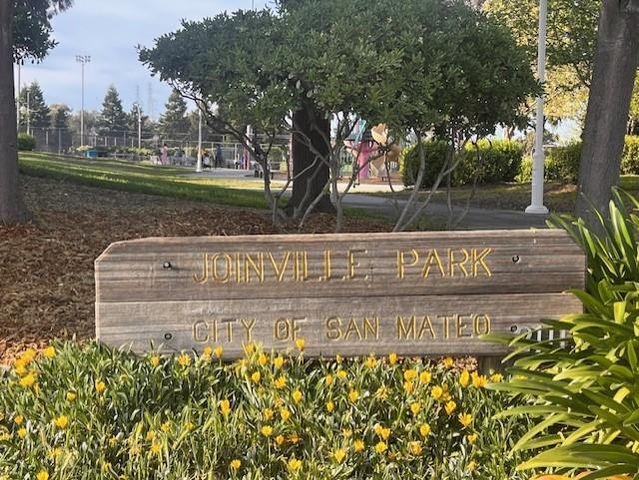 JOINVILLE PARK
CITY OF SAN MATEO